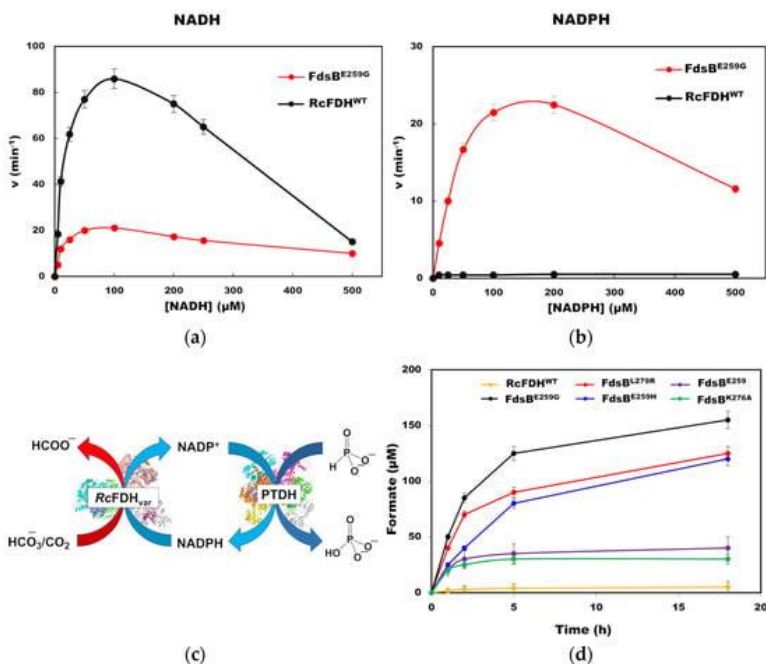 NADH
NADPH
(a)
100
80
60
40
20
0
v (min⁻¹)
FdsB^E259G
RcFDH^WT
0 100 200 300 400 500
[NADH] (µM)
(b)
30
20
10
0
v (min⁻¹)
FdsB^E259G
RcFDH^WT
0 100 200 300 400 500
[NADPH] (µM)
HCOO⁻
NADP⁺
RcFDHvar
PTDH
HCO₃⁻/CO₂
NADPH
O
H P O⁻
O⁻
O
HO P O⁻
O⁻
(c)
200
150
100
50
0
Formate (µM)
RcFDH^WT FdsB^L279R FdsB^E259
FdsB^E259G FdsB^E259H FdsB^K276A
0 5 10 15 20
Time (h)
(d)